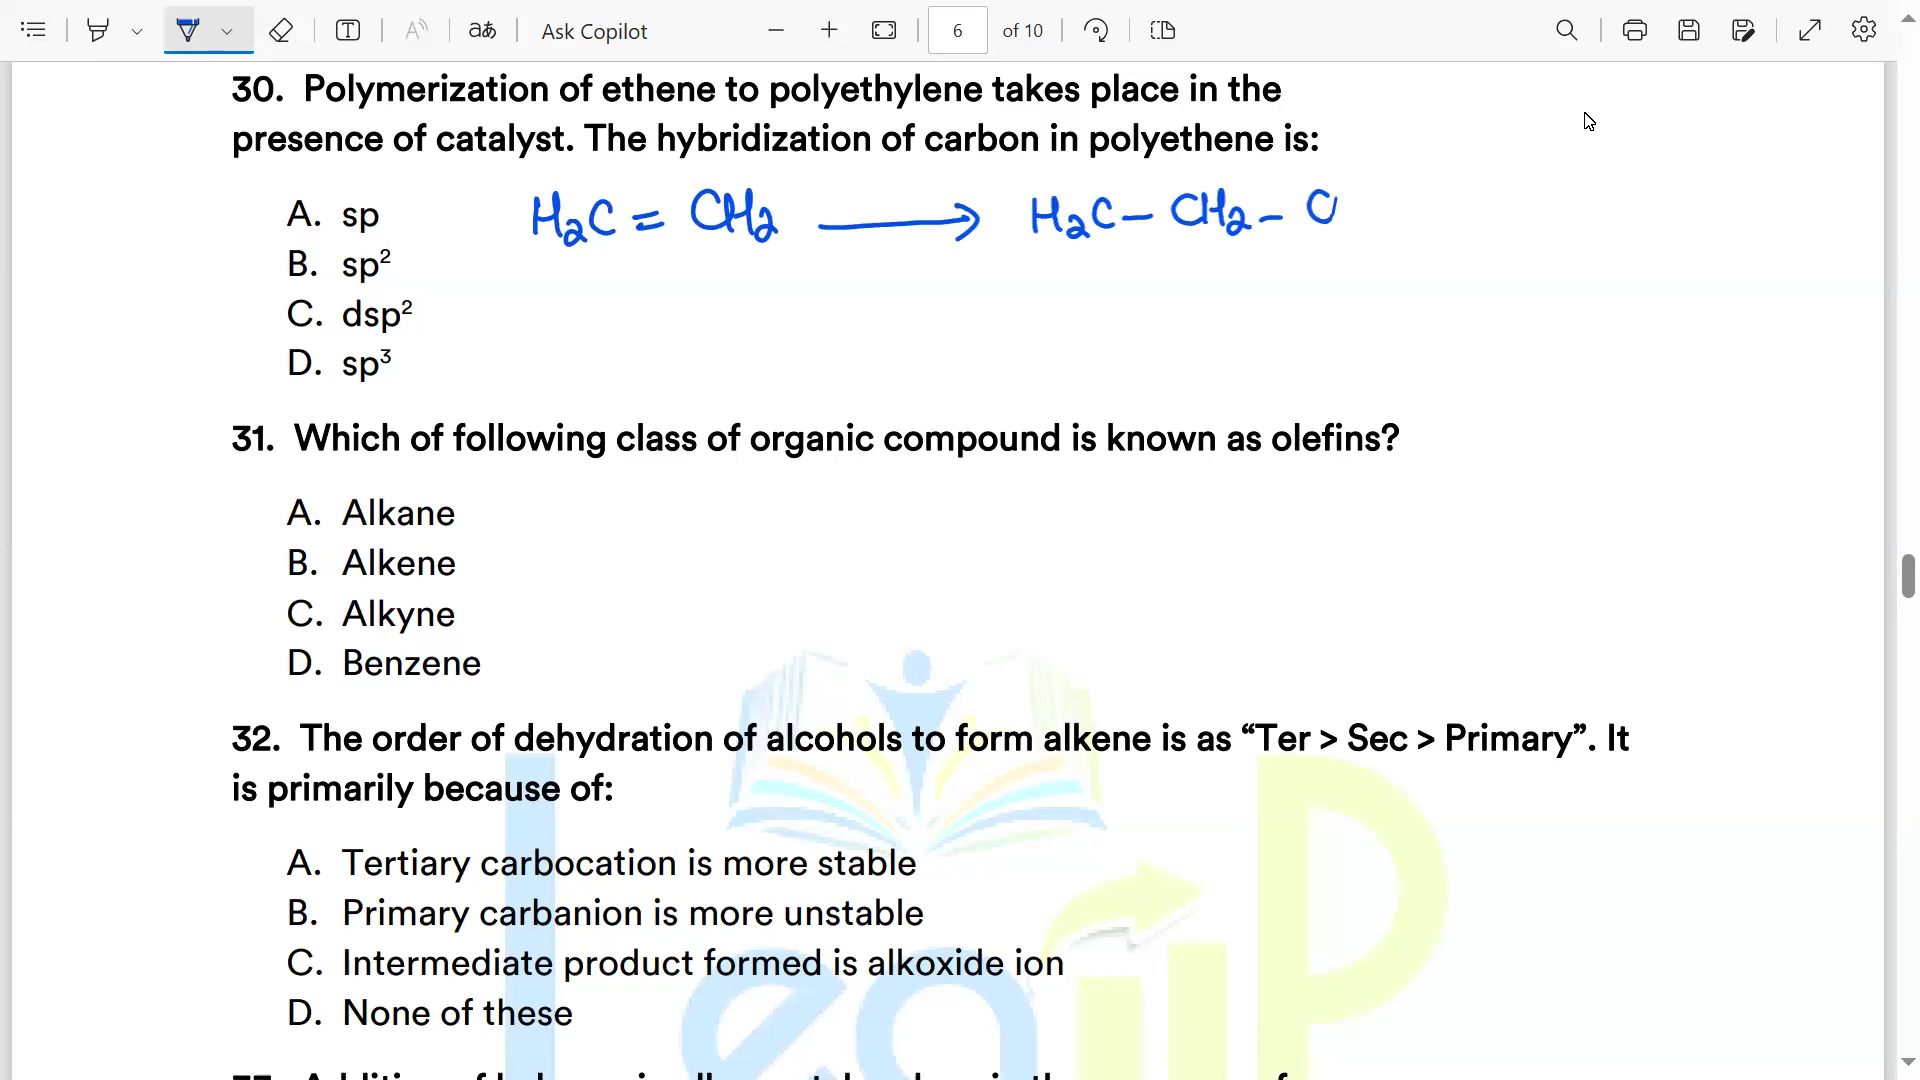 Ask Copilot
6 of 10
30. Polymerization of ethene to polyethylene takes place in the
presence of catalyst. The hybridization of carbon in polyethene is:
H₂C = CH₂ ⟶ H₂C – CH₂ – C
A. sp
B. sp²
C. dsp²
D. sp³
31. Which of following class of organic compound is known as olefins?
A. Alkane
B. Alkene
C. Alkyne
D. Benzene
32. The order of dehydration of alcohols to form alkene is as “Ter > Sec > Primary”. It
is primarily because of:
A. Tertiary carbocation is more stable
B. Primary carbanion is more unstable
C. Intermediate product formed is alkoxide ion
D. None of these